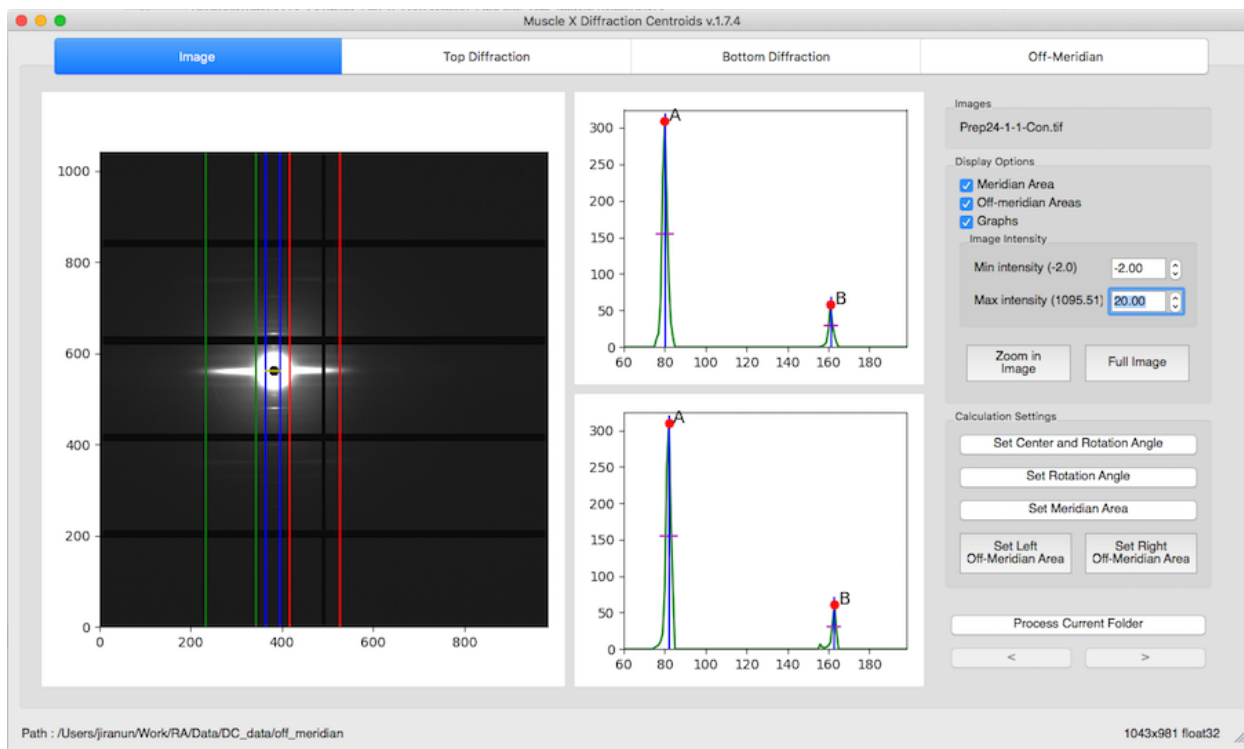 Muscle X Diffraction Centroids v.1.7.4
Image Top Diffraction Bottom Diffraction Off-Meridian
1000
800
600
400
200
0
0 200 400 600 800
A
B
300
250
200
150
100
50
0
60 80 100 120 140 160 180
A
B
300
250
200
150
100
50
0
60 80 100 120 140 160 180
Images
Prep24-1-1-Con.tif
Display Options
Meridian Area
Off-meridian Areas
Graphs
Image Intensity
Min intensity (-2.0) -2.00
Max intensity (1095.51) 20.00
Zoom in
Image
Full Image
Calculation Settings
Set Center and Rotation Angle
Set Rotation Angle
Set Meridian Area
Set Left
Off-Meridian Area
Set Right
Off-Meridian Area
Process Current Folder
< >
Path : /Users/jiranun/Work/RA/Data/DC_data/off_meridian
1043x981 float32